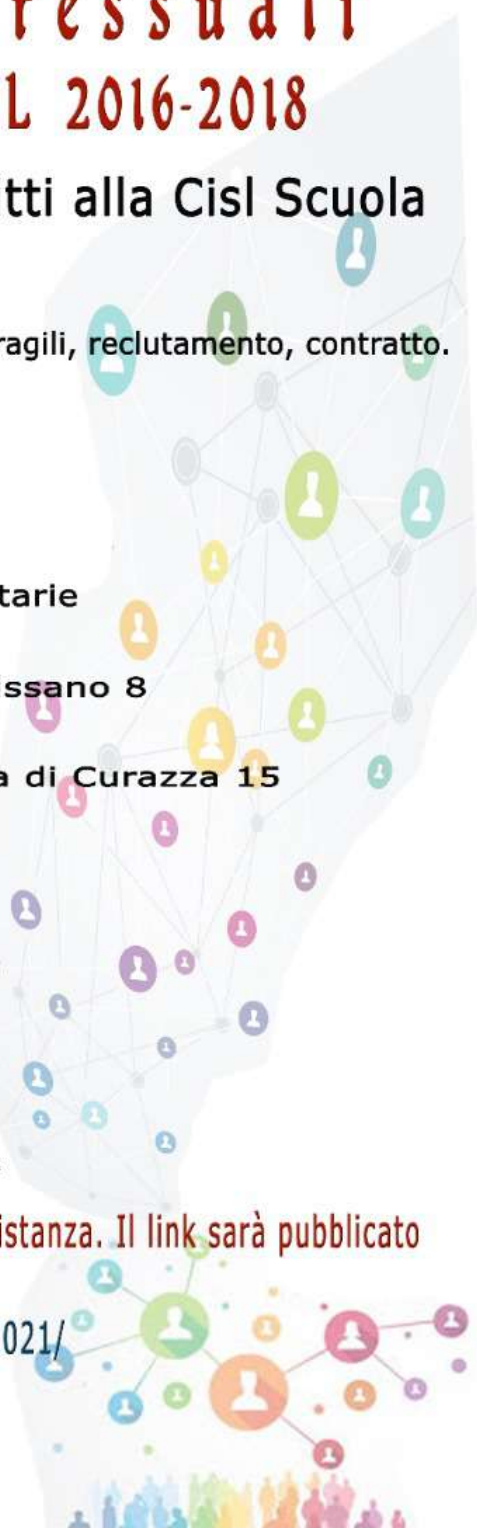 ressuali
L 2016-2018
tti alla Cisl Scuola
ragili, reclutamento, contratto.
tarie
issano 8
a di Curazza 15
istanza. Il link sarà pubblicato
021/